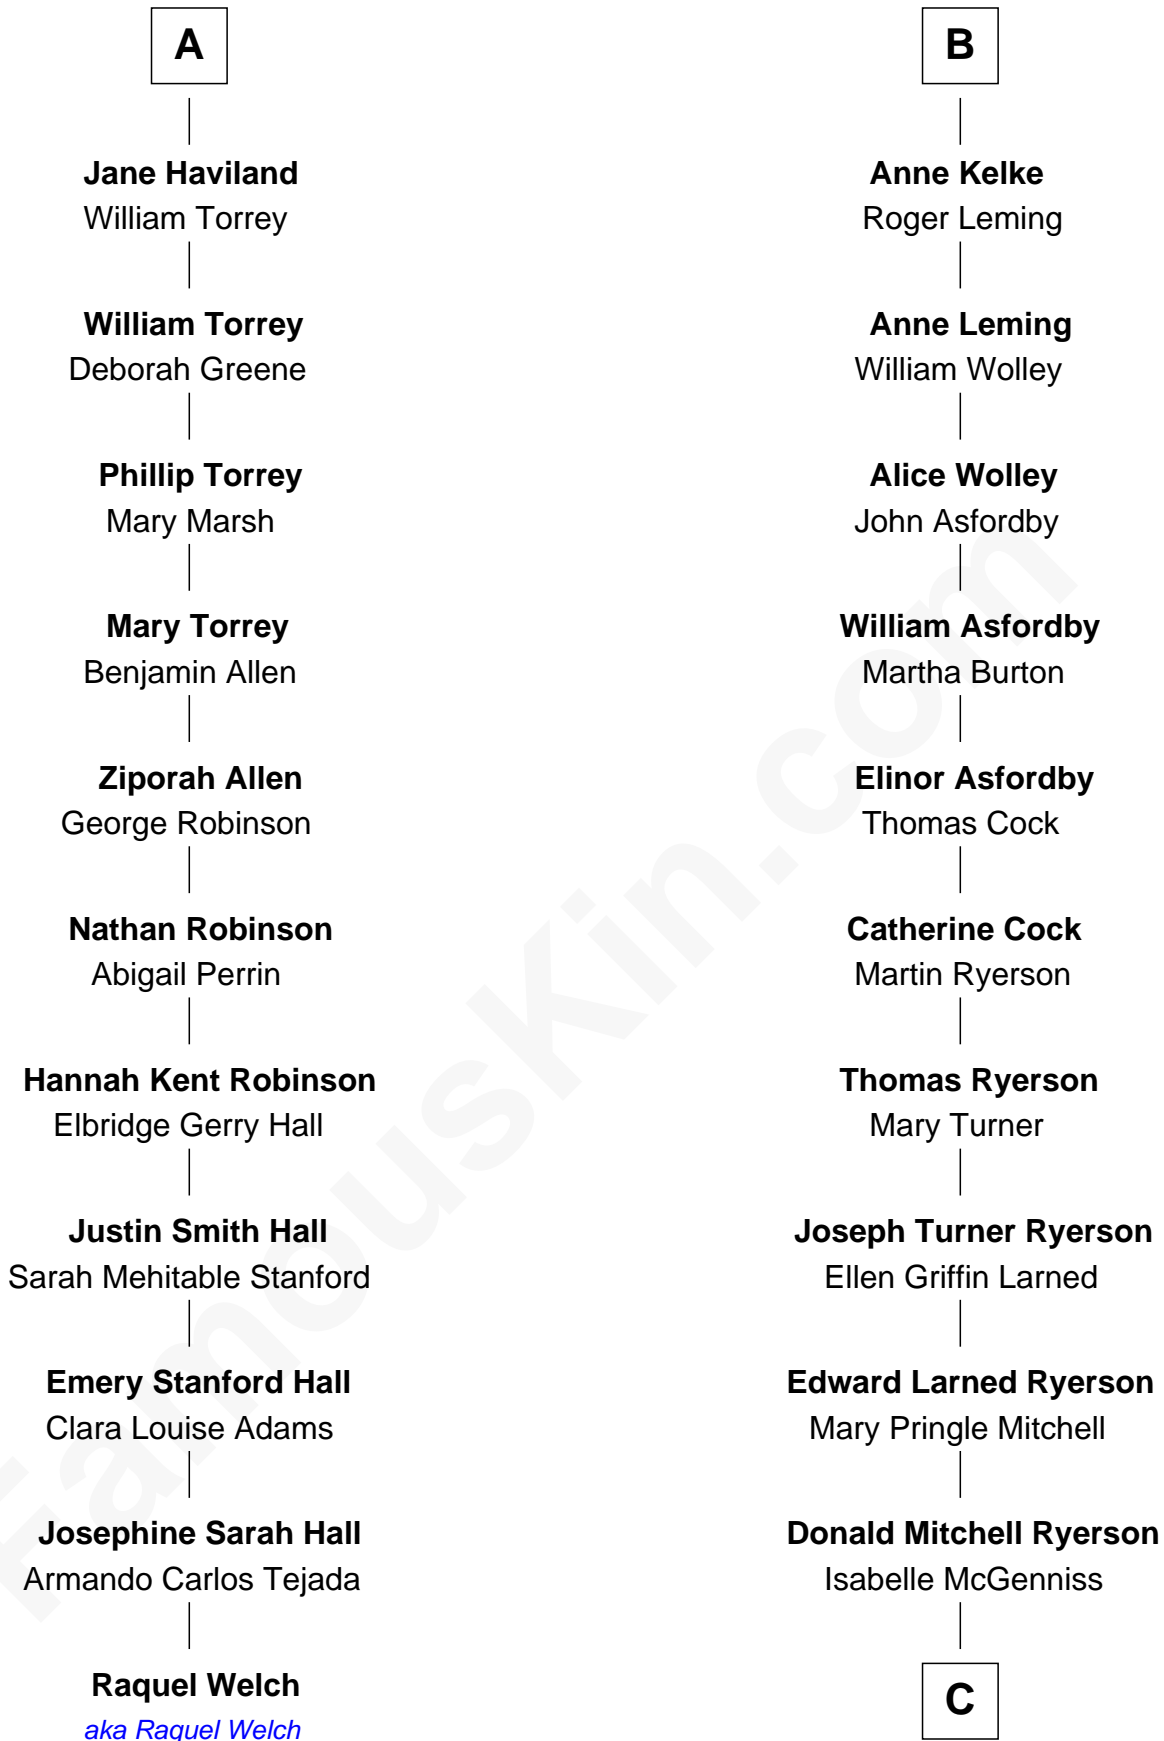 A
Jane Haviland
William Torrey
William Torrey
Deborah Greene
Phillip Torrey
Mary Marsh
Mary Torrey
Benjamin Allen
Ziporah Allen
George Robinson
Nathan Robinson
Abigail Perrin
Hannah Kent Robinson
Elbridge Gerry Hall
Justin Smith Hall
Sarah Mehitable Stanford
Emery Stanford Hall
Clara Louise Adams
Josephine Sarah Hall
Armando Carlos Tejada
Raquel Welch
aka Raquel Welch
B
Anne Kelke
Roger Leming
Anne Leming
William Wolley
Alice Wolley
John Asfordby
William Asfordby
Martha Burton
Elinor Asfordby
Thomas Cock
Catherine Cock
Martin Ryerson
Thomas Ryerson
Mary Turner
Joseph Turner Ryerson
Ellen Griffin Larned
Edward Larned Ryerson
Mary Pringle Mitchell
Donald Mitchell Ryerson
Isabelle McGenniss
C
FamousKin.com